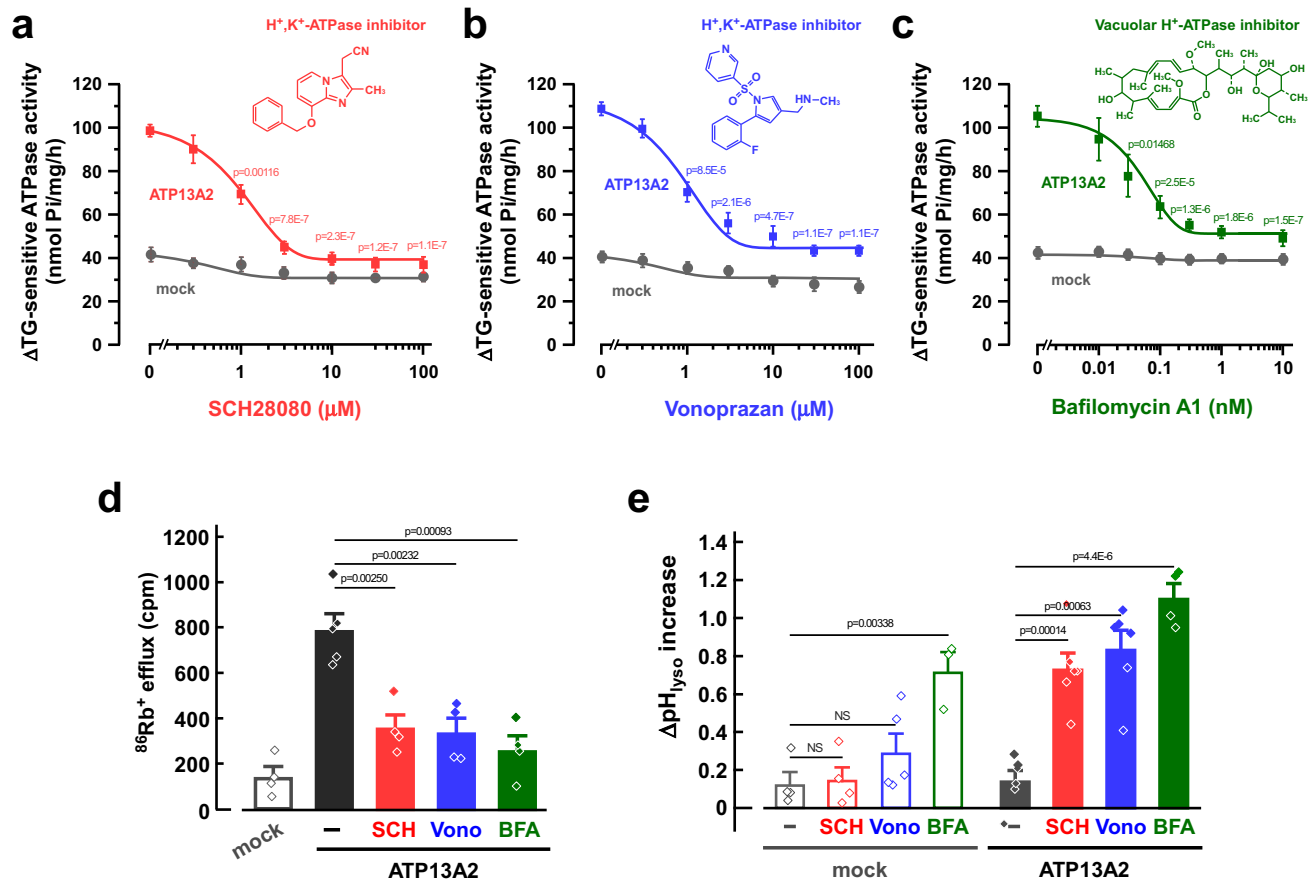 a
H⁺,K⁺-ATPase inhibitor
CN
N
N
CH₃
O
ΔTG-sensitive ATPase activity
(nmol Pi/mg/h)
120
100
80
60
40
20
0
p=0.00116
ATP13A2
p=7.8E-7
p=2.3E-7
p=1.2E-7
p=1.1E-7
mock
0 1 10 100
SCH28080 (μM)
b
H⁺,K⁺-ATPase inhibitor
N
O
S
O
N
HN
CH₃
F
ΔTG-sensitive ATPase activity
(nmol Pi/mg/h)
120
100
80
60
40
20
0
p=8.5E-5
ATP13A2
p=2.1E-6
p=4.7E-7
p=1.1E-7
p=1.1E-7
mock
0 1 10 100
Vonoprazan (μM)
c
Vacuolar H⁺-ATPase inhibitor
ΔTG-sensitive ATPase activity
(nmol Pi/mg/h)
120
100
80
60
40
20
0
p=0.01468
ATP13A2
p=2.5E-5
p=1.3E-6
p=1.8E-6
p=1.5E-7
mock
0 0.01 0.1 1 10
Bafilomycin A1 (nM)
d
⁸⁶Rb⁺ efflux (cpm)
1200
1000
800
600
400
200
0
p=0.00093
p=0.00232
p=0.00250
mock
– SCH Vono BFA
ATP13A2
e
ΔpHlyso increase
1.4
1.2
1.0
0.8
0.6
0.4
0.2
0
NS
NS
p=0.00338
p=4.4E-6
p=0.00063
p=0.00014
– SCH Vono BFA
mock
– SCH Vono BFA
ATP13A2